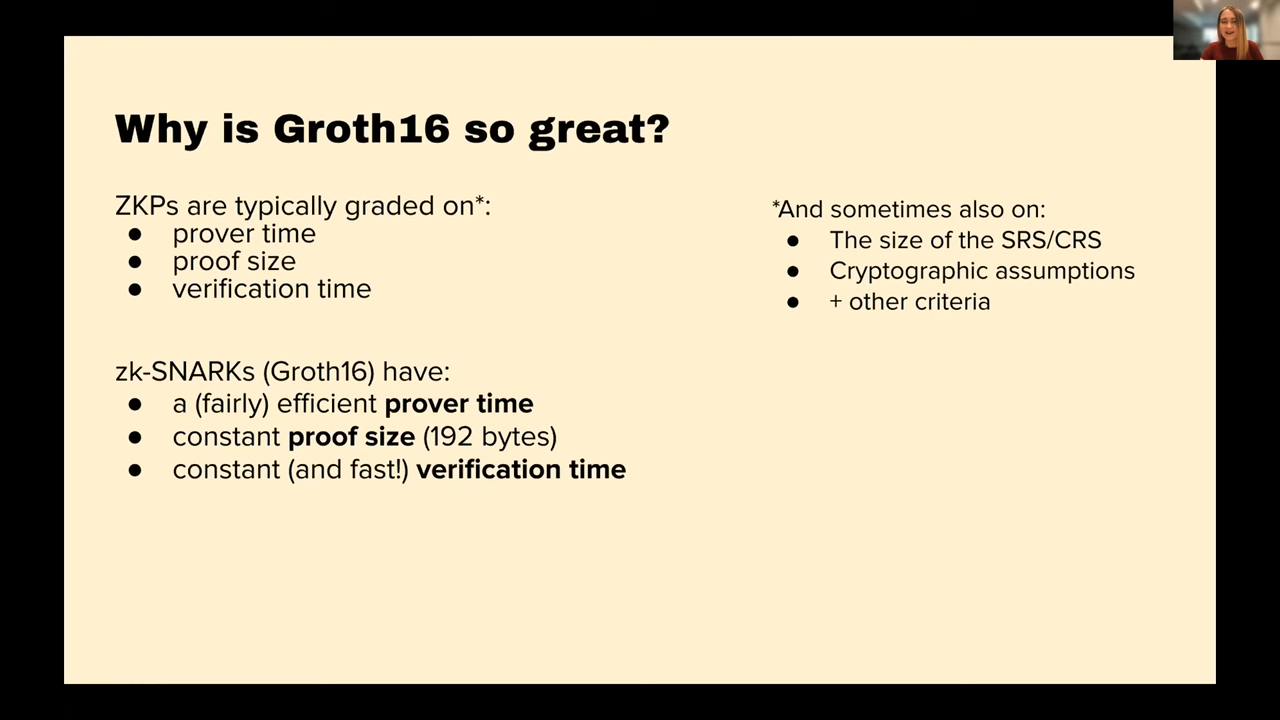 Why is Groth16 so great?
ZKPs are typically graded on*:
● prover time
● proof size
● verification time
*And sometimes also on:
● The size of the SRS/CRS
● Cryptographic assumptions
● + other criteria
zk-SNARKs (Groth16) have:
● a (fairly) efficient prover time
● constant proof size (192 bytes)
● constant (and fast!) verification time